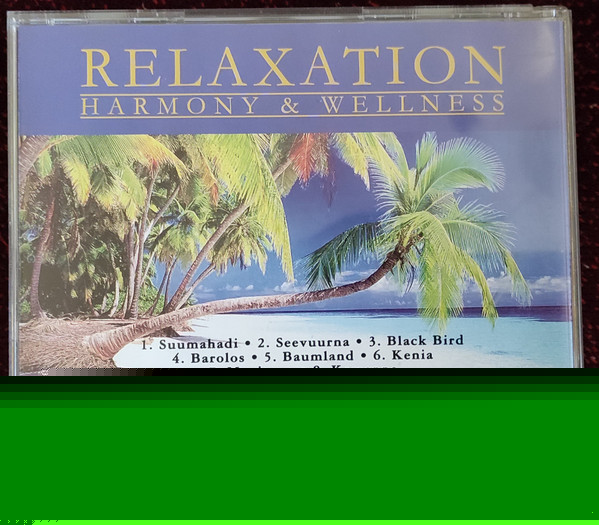 RELAXATION
HARMONY & WELLNESS
1. Suumahadi • 2. Seevuurna • 3. Black Bird
4. Barolos • 5. Baumland • 6. Kenia